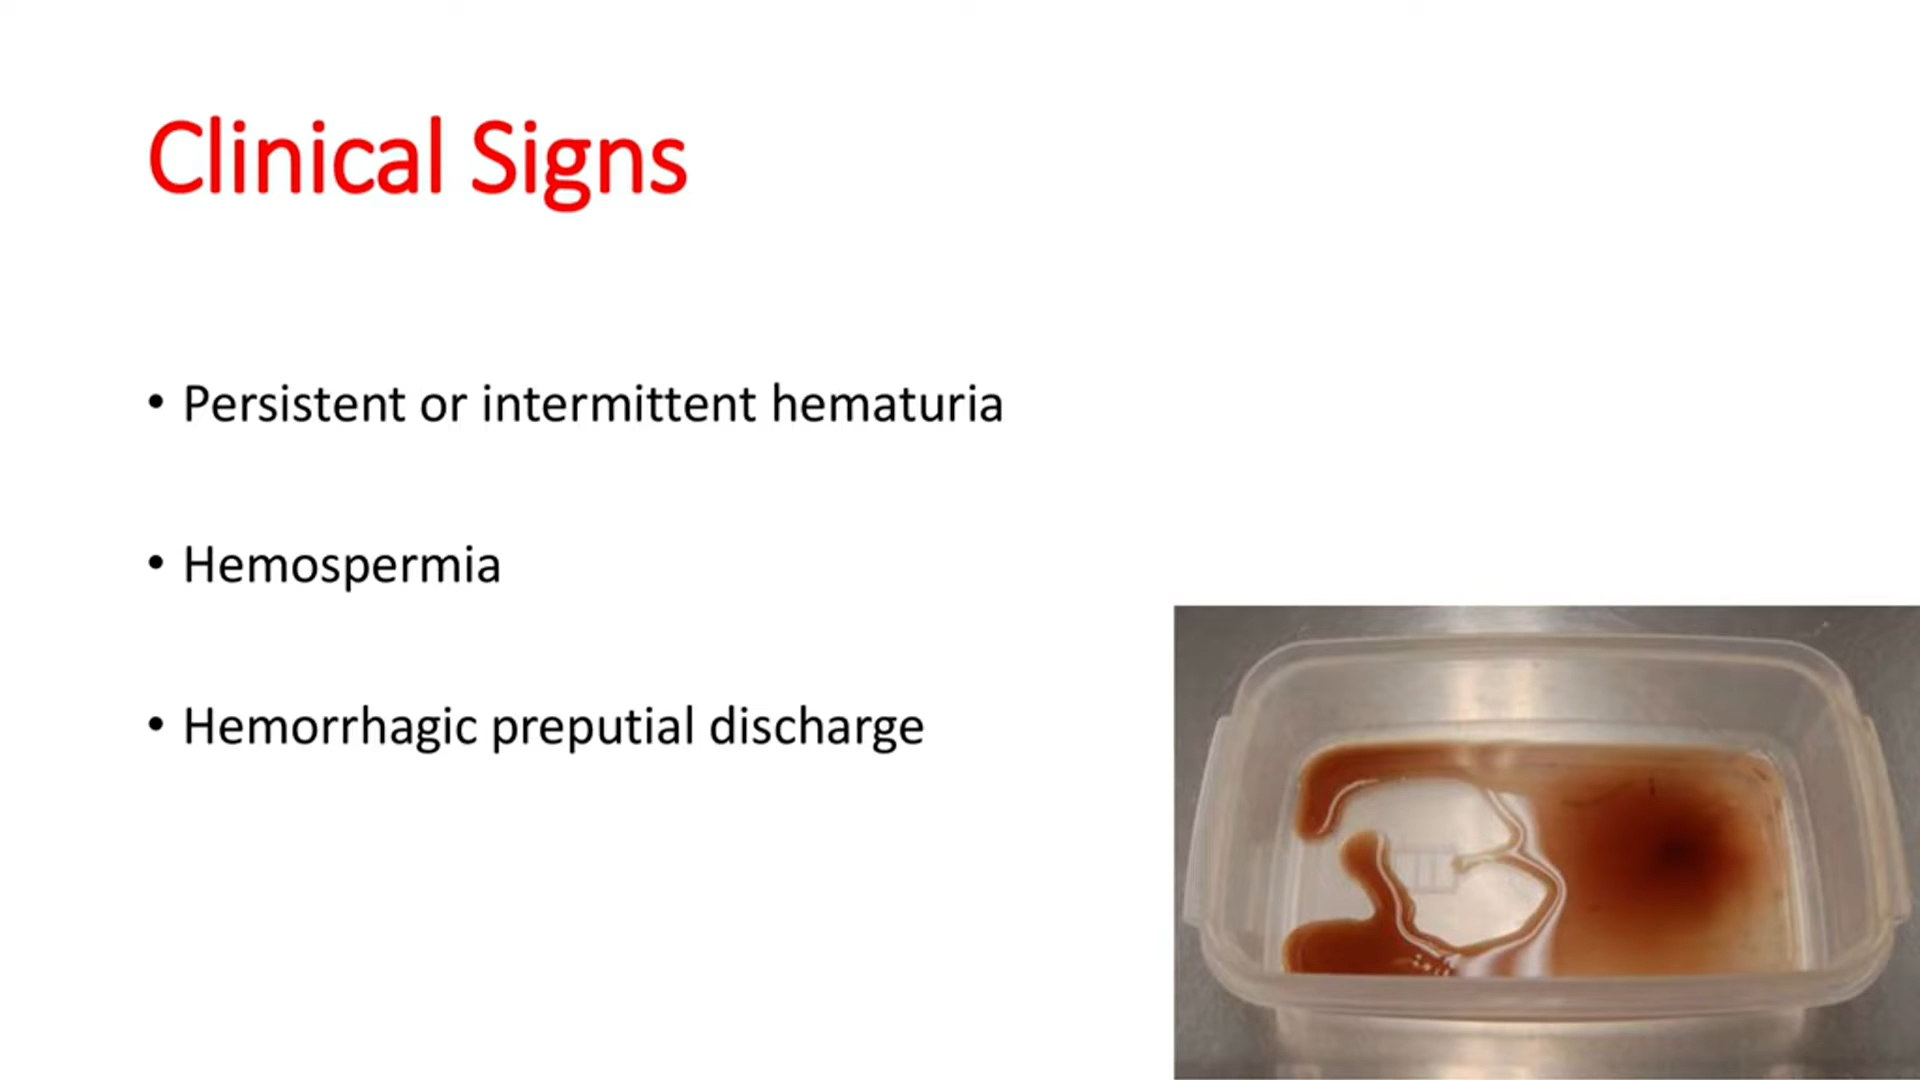 Clinical Signs
• Persistent or intermittent hematuria
• Hemospermia
• Hemorrhagic preputial discharge